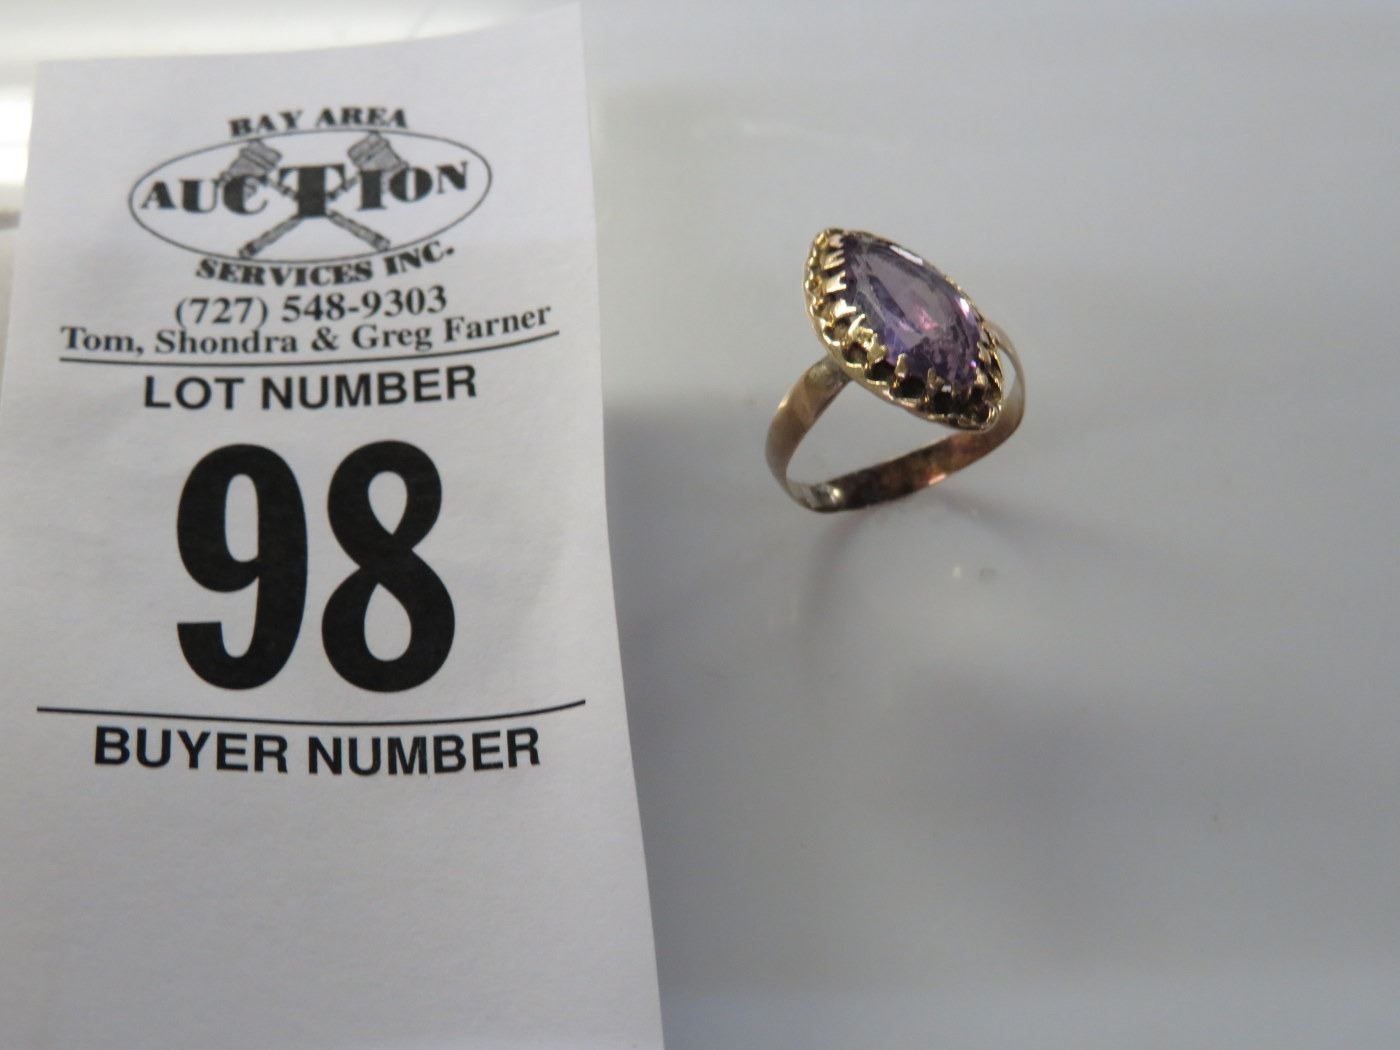 BAY AREA
AUCTION
SERVICES INC.
(727) 548-9303
Tom, Shondra & Greg Farner
LOT NUMBER
98
BUYER NUMBER